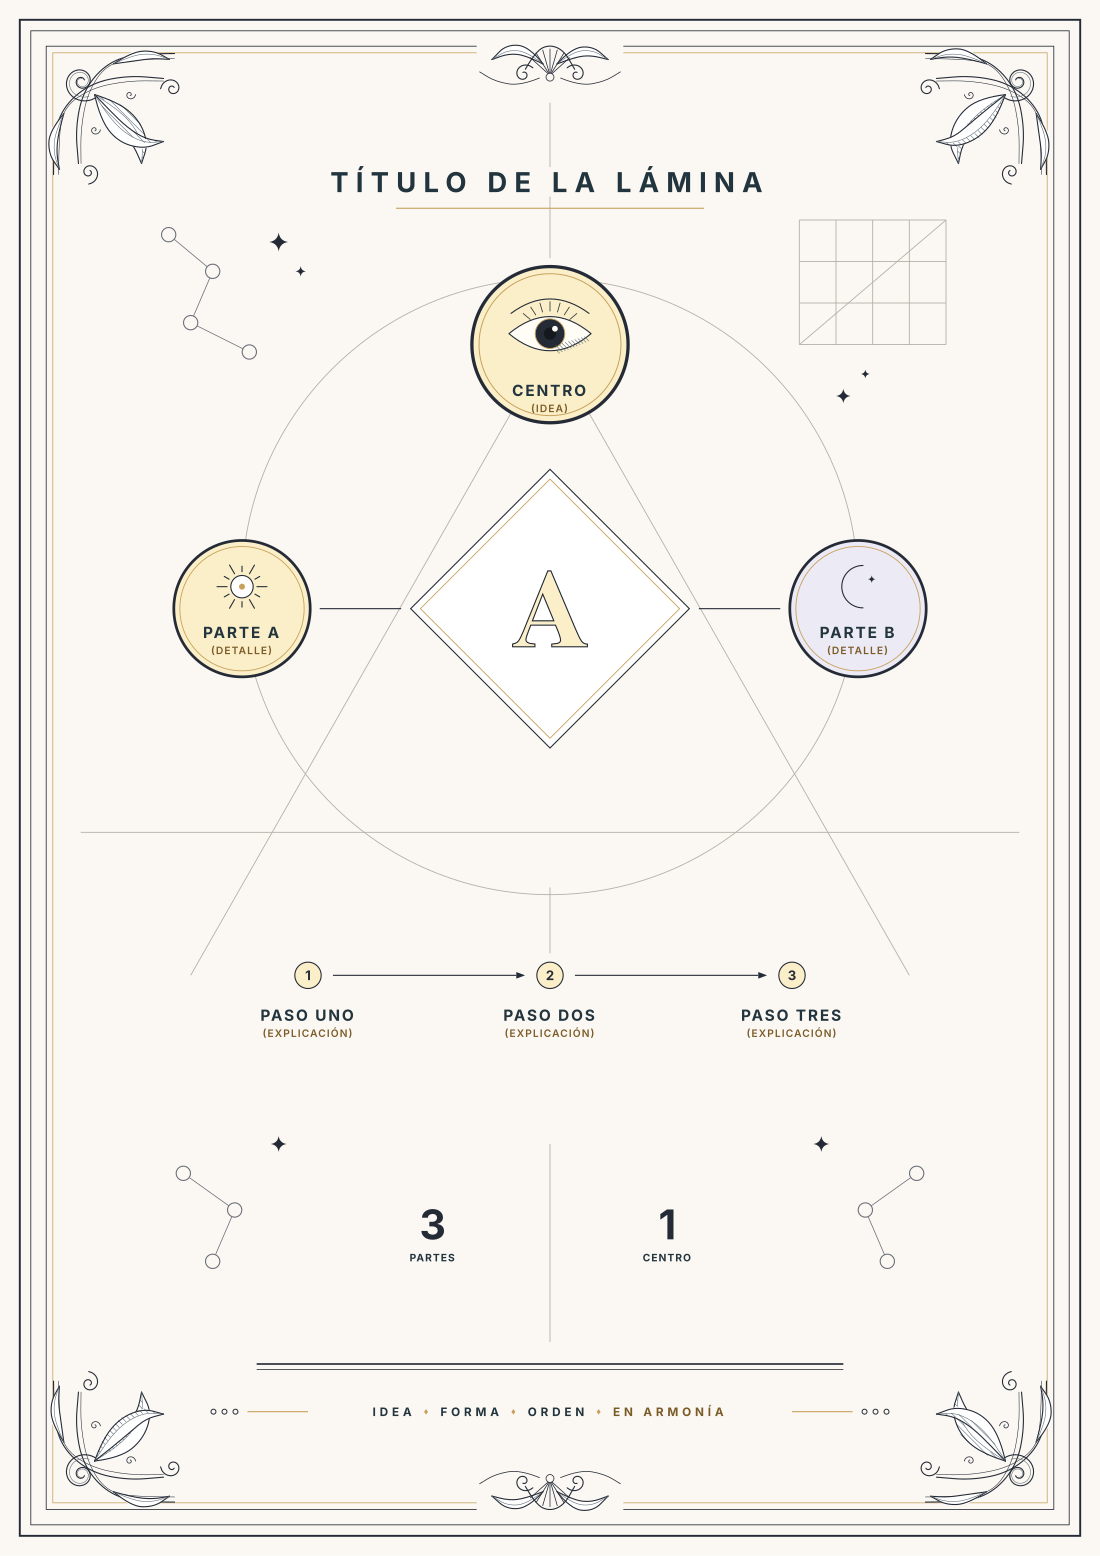 TÍTULO DE LA LÁMINA
CENTRO
(IDEA)
A
PARTE A
(DETALLE)
PARTE B
(DETALLE)
1
2
3
PASO UNO
(EXPLICACIÓN)
PASO DOS
(EXPLICACIÓN)
PASO TRES
(EXPLICACIÓN)
3
PARTES
1
CENTRO
IDEA ♦ FORMA ♦ ORDEN ♦ EN ARMONÍA